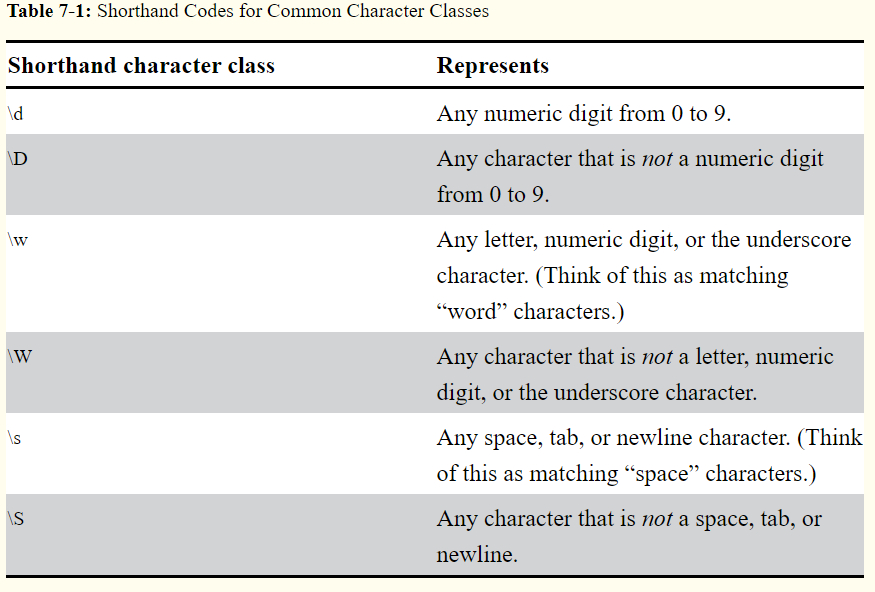 Table 7-1: Shorthand Codes for Common Character Classes
Shorthand character class Represents
\d Any numeric digit from 0 to 9.
\D Any character that is not a numeric digit
from 0 to 9.
\w Any letter, numeric digit, or the underscore
character. (Think of this as matching
“word” characters.)
\W Any character that is not a letter, numeric
digit, or the underscore character.
\s Any space, tab, or newline character. (Think
of this as matching “space” characters.)
\S Any character that is not a space, tab, or
newline.